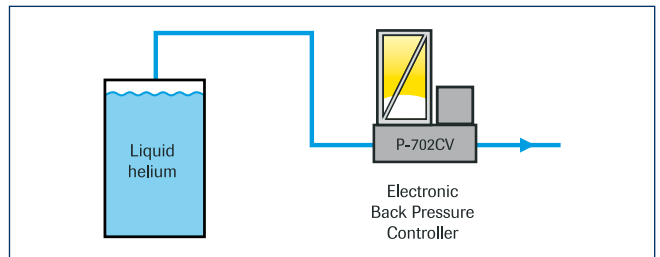 Liquid
helium
P-702CV
Electronic
Back Pressure
Controller